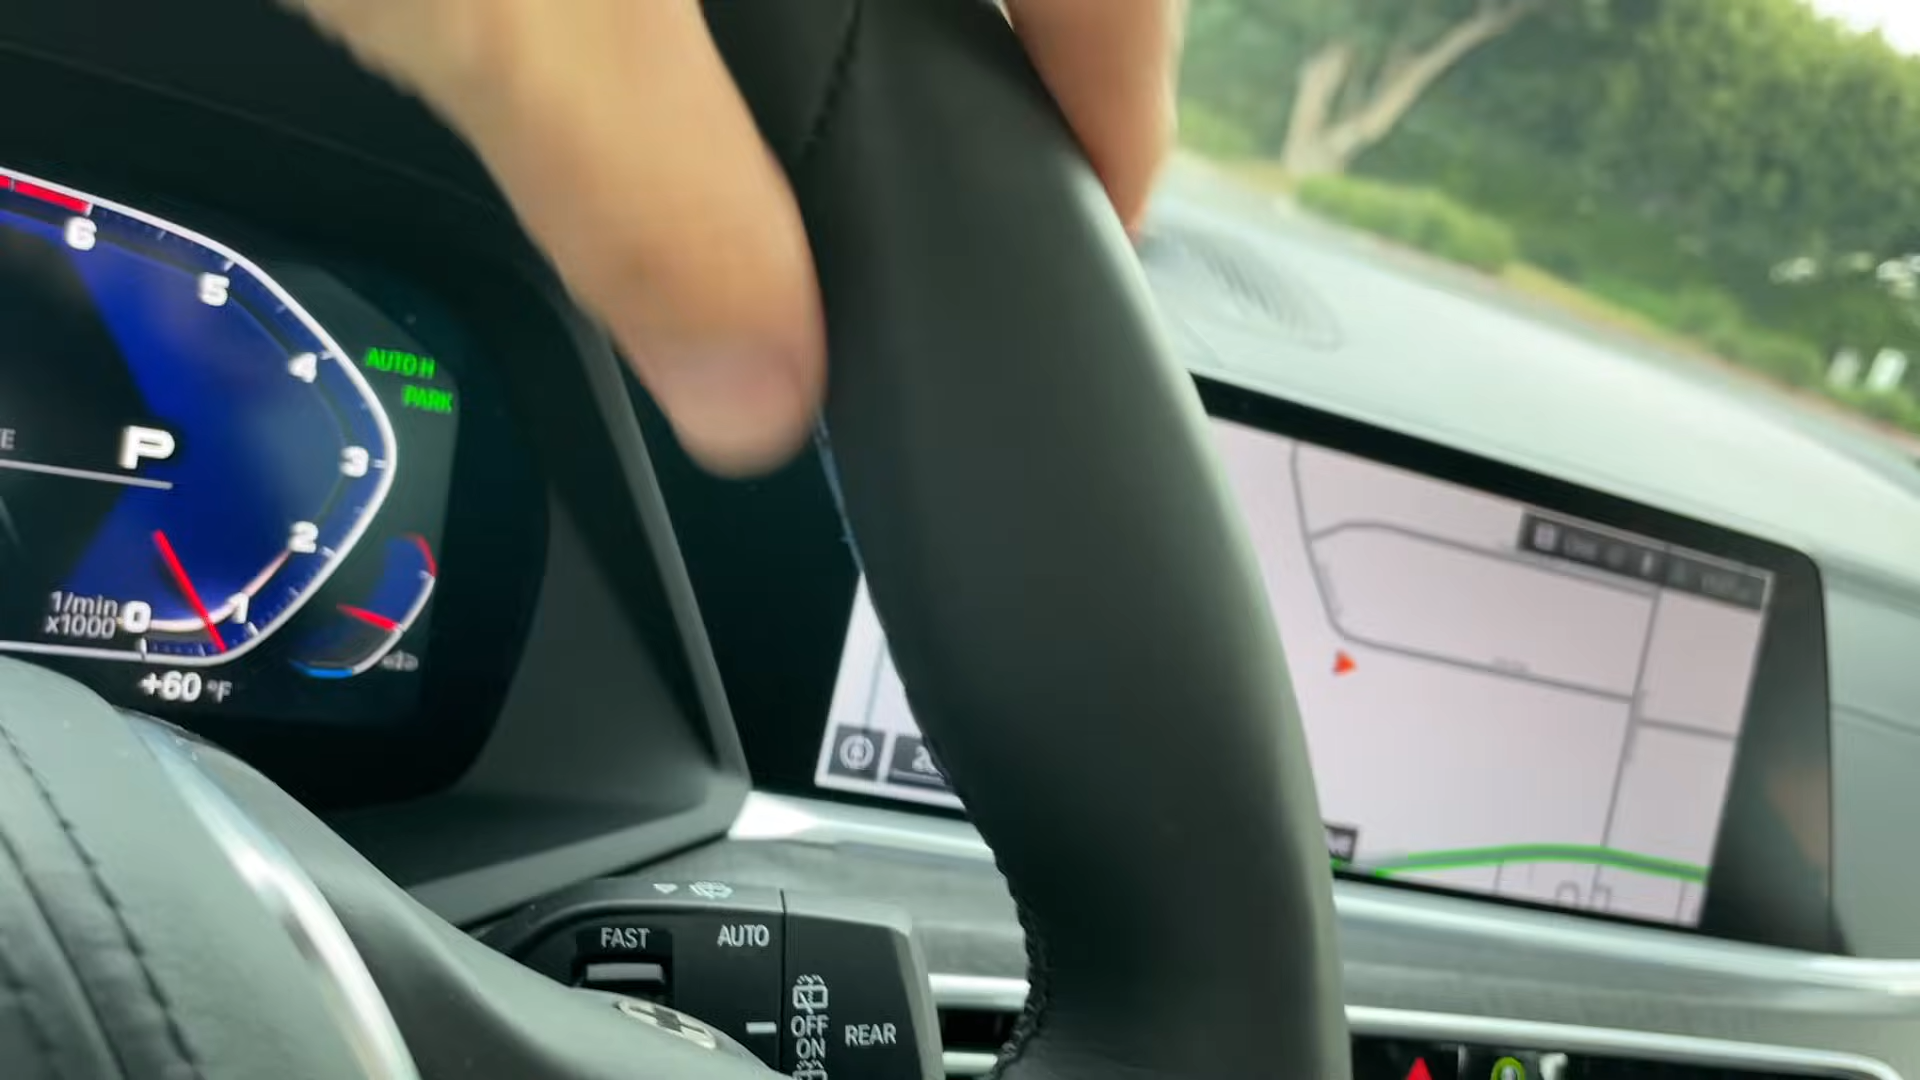 6
5
4
3
2
1
0
AUTO H
PARK
P
1/min
x1000
+60 °F
FAST
AUTO
OFF
ON
REAR